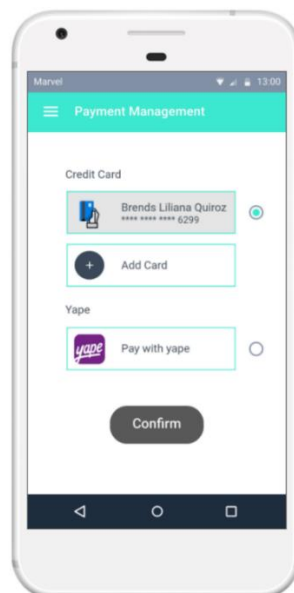 Marvel 13:00
Payment Management
Credit Card
Brends Liliana Quiroz
**** **** **** 6299
+ Add Card
Yape
yape Pay with yape
Confirm